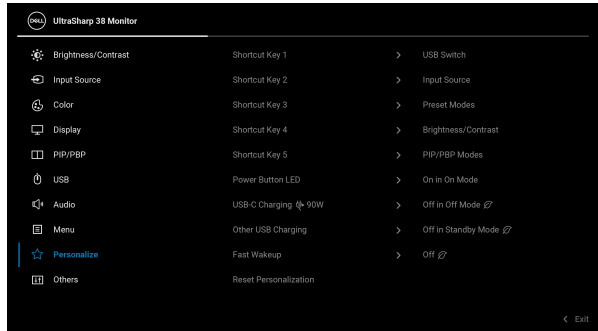 DELL UltraSharp 38 Monitor
Brightness/Contrast Shortcut Key 1 USB Switch
Input Source Shortcut Key 2 Input Source
Color Shortcut Key 3 Preset Modes
Display Shortcut Key 4 Brightness/Contrast
PIP/PBP Shortcut Key 5 PIP/PBP Modes
USB Power Button LED On in On Mode
Audio USB-C Charging 90W Off in Off Mode
Menu Other USB Charging Off in Standby Mode
Personalize Fast Wakeup Off
Others Reset Personalization
Exit